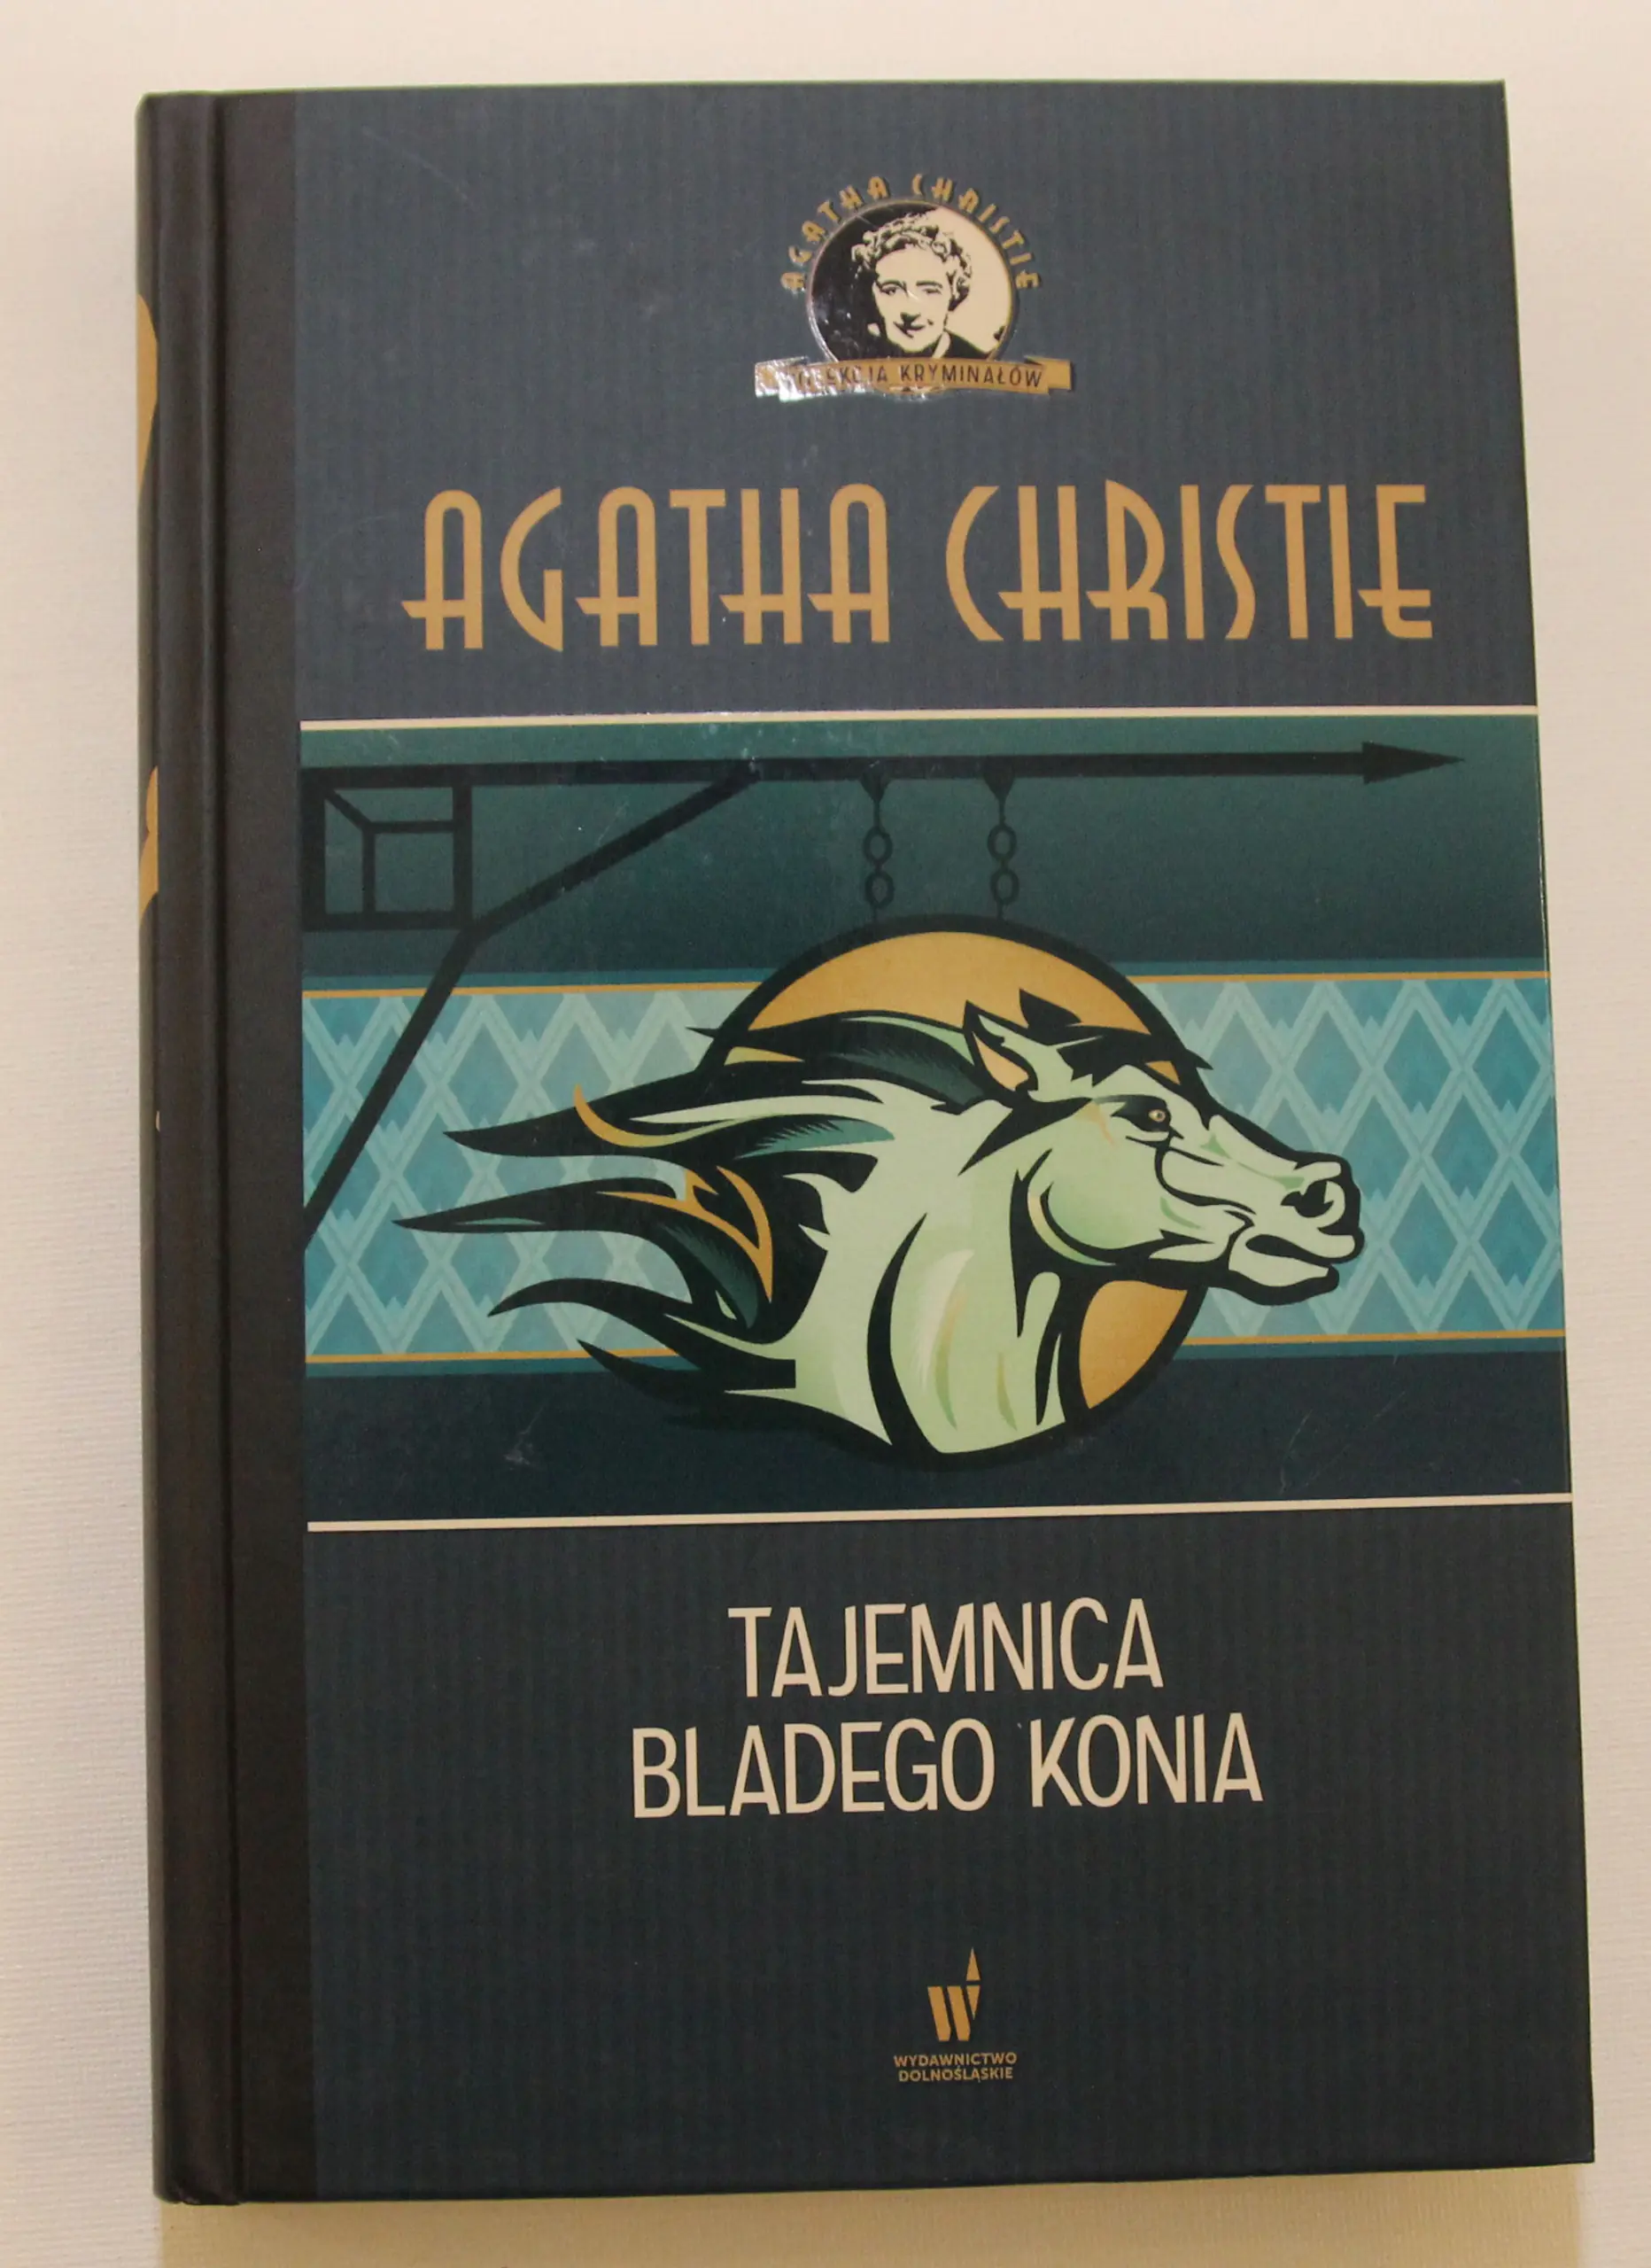 AGATHA CHRISTIE
KOLEKCJA KRYMINAŁÓW
AGATHA CHRISTIE
TAJEMNICA
BLADEGO KONIA
WYDAWNICTWO
DOLNOŚLĄSKIE